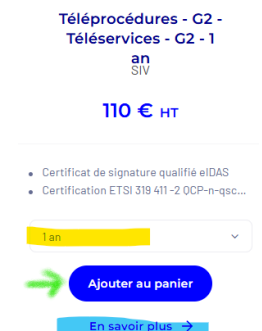 Téléprocédures - G2 -
Téléservices - G2 - 1
an
SIV
110 € HT
Certificat de signature qualifié eIDAS
Certification ETSI 319 411 -2 QCP-n-qsc...
1 an
Ajouter au panier
En savoir plus →